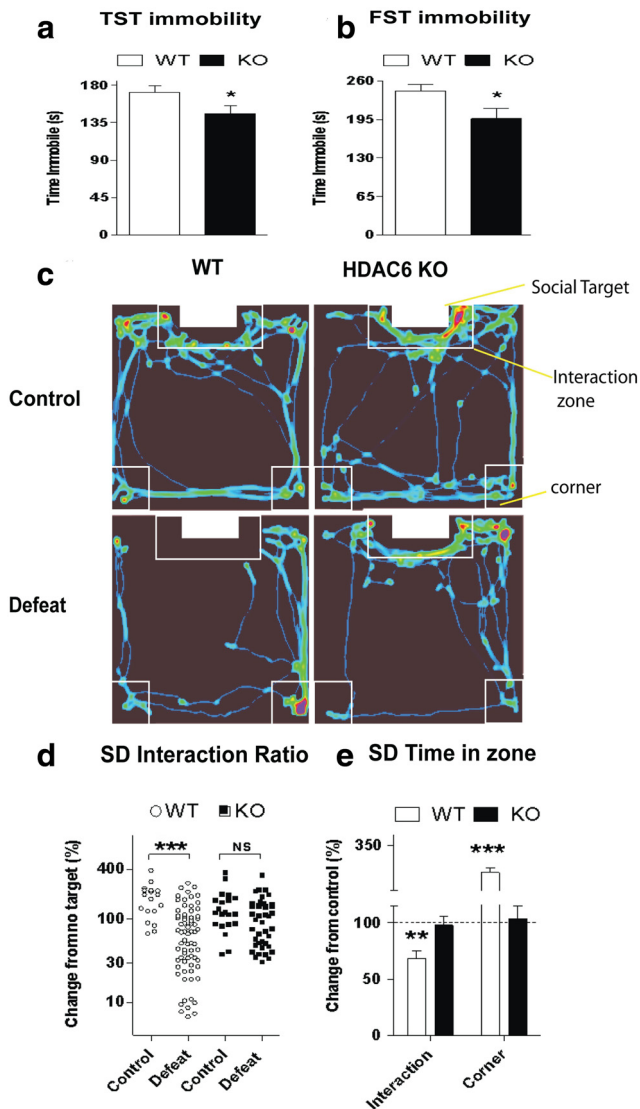 a
TST immobility
WT KO
180
135
90
45
0
Time Immobile (s)
*
b
FST immobility
WT KO
260
195
130
65
0
Time Immobile (s)
*
c
WT
HDAC6 KO
Social Target
Interaction
zone
corner
Control
Defeat
d
SD Interaction Ratio
WT KO
Change fromno target (%)
400
100
30
10
***
NS
Control
Defeat
Control
Defeat
e
SD Time in zone
WT KO
Change from control (%)
350
100
50
0
**
***
Interaction
Corner